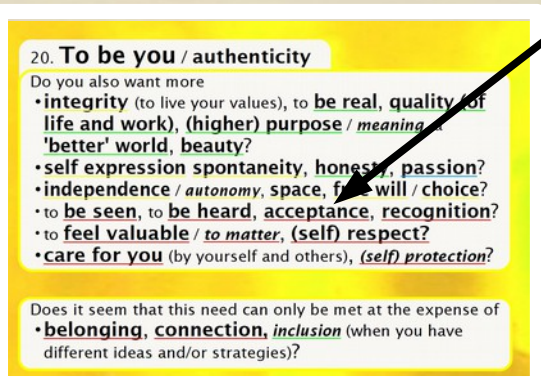 20. To be you / authenticity
Do you also want more
•integrity (to live your values), to be real, quality (of
life and work), (higher) purpose / meaning, a
'better' world, beauty?
•self expression spontaneity, honesty, passion?
•independence / autonomy, space, free will / choice?
•to be seen, to be heard, acceptance, recognition?
•to feel valuable / to matter, (self) respect?
•care for you (by yourself and others), (self) protection?
Does it seem that this need can only be met at the expense of
•belonging, connection, inclusion (when you have
different ideas and/or strategies)?